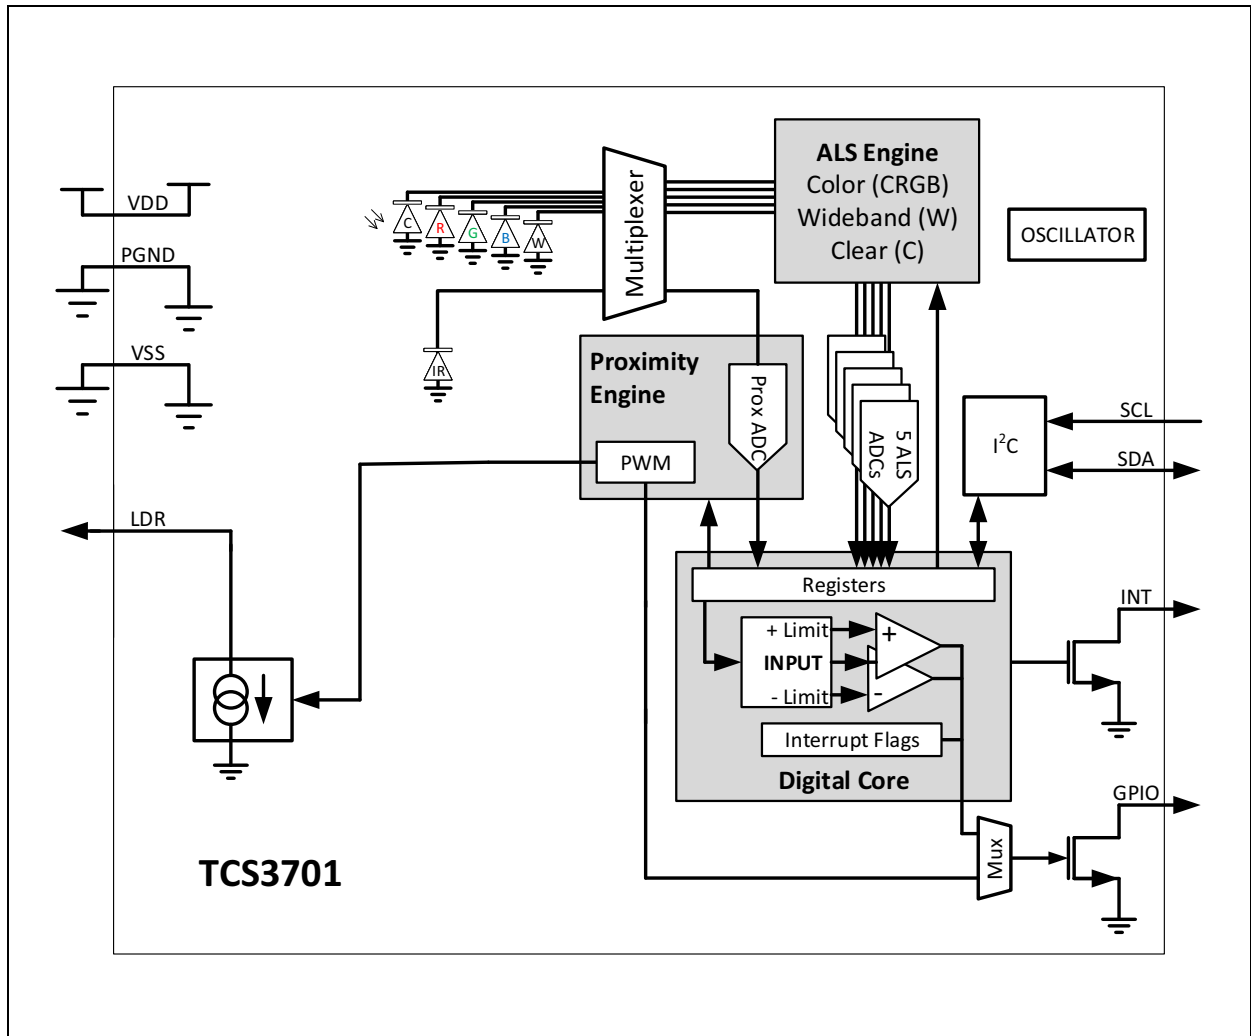 ALS Engine
Color (CRGB)
Wideband (W)
Clear (C)
Multiplexer
VDD
C
R
G
B
W
OSCILLATOR
PGND
VSS
IR
Proximity
Engine
Prox ADC
PWM
5 ALS
ADCs
I²C
SCL
SDA
LDR
Registers
INT
+ Limit
INPUT
- Limit
+
-
Interrupt Flags
Digital Core
GPIO
Mux
TCS3701